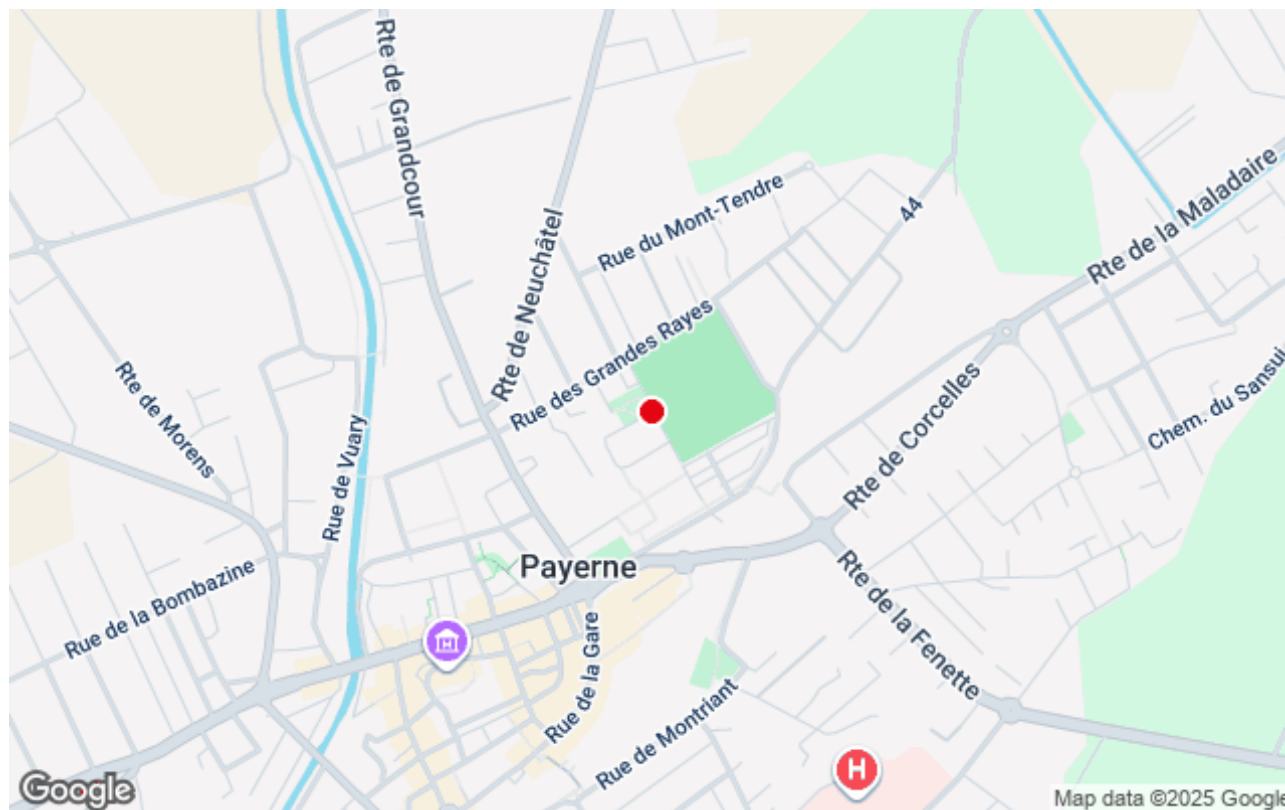 Rte de Grandcour
Rte de Neuchâtel
Rue du Mont-Tendre
44
Rte de la Maladaire
Rue des Grandes Rayes
Rte de Morens
Rue de Vuary
Rte de Corcelles
Chem. du Sansui
Payerne
Rue de la Bombazine
Rte de la Fenette
Rue de la Gare
Rue de Montriant
H
Google
Map data ©2025 Google